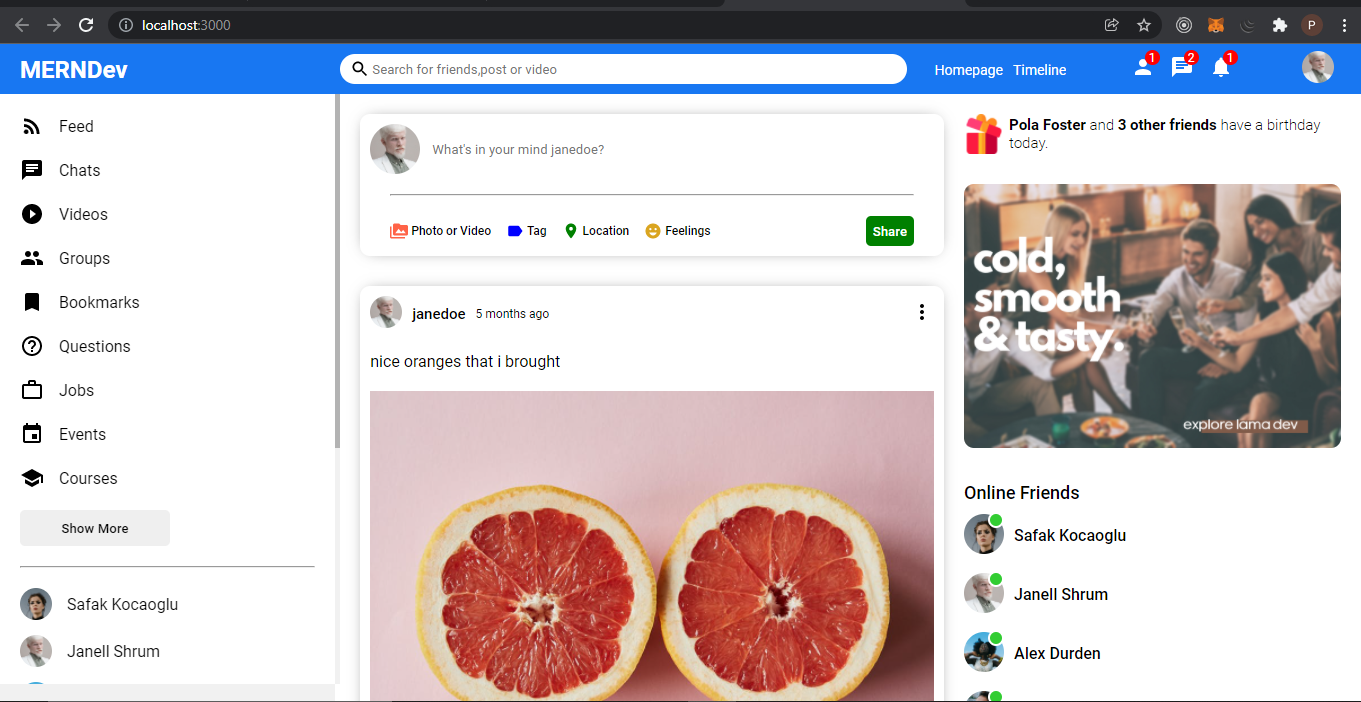 localhost:3000
P
MERNDev
Search for friends,post or video
Homepage Timeline
1
2
1
Feed
Chats
Videos
Groups
Bookmarks
Questions
Jobs
Events
Courses
Show More
Safak Kocaoglu
Janell Shrum
What's in your mind janedoe?
Photo or Video
Tag
Location
Feelings
Share
janedoe 5 months ago
nice oranges that i brought
Pola Foster and 3 other friends have a birthday
today.
cold,
smooth
& tasty.
explore lama dev
Online Friends
Safak Kocaoglu
Janell Shrum
Alex Durden